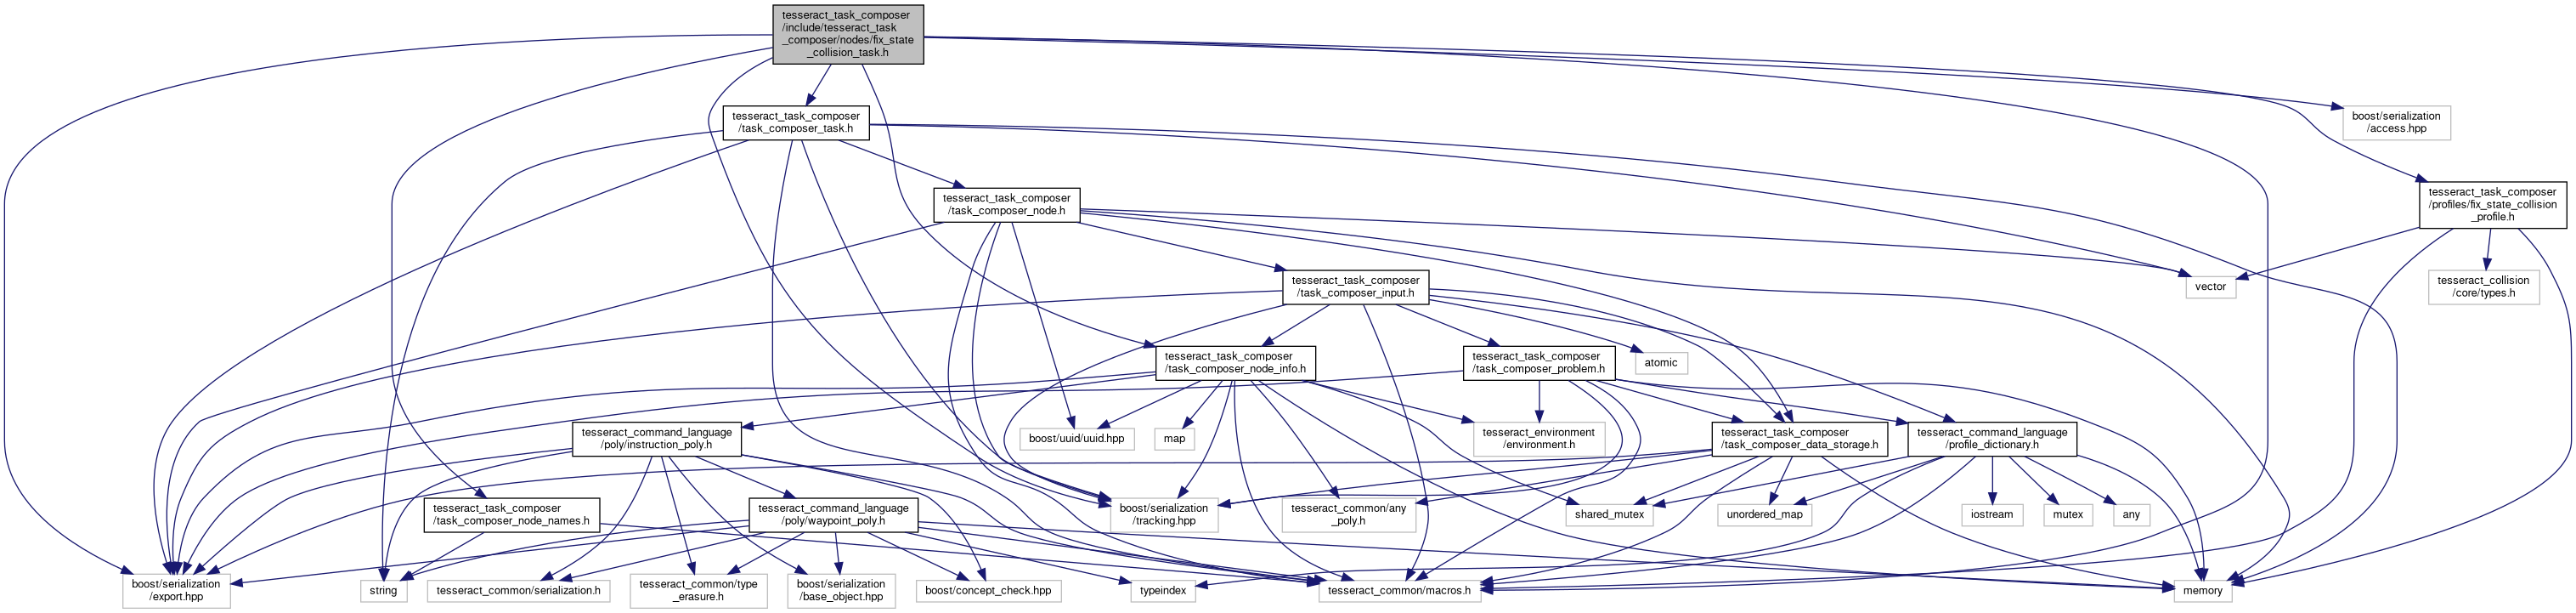 tesseract_task_composer
/include/tesseract_task
_composer/nodes/fix_state
_collision_task.h
tesseract_task_composer
/task_composer_task.h
boost/serialization
/access.hpp
tesseract_task_composer
/task_composer_node.h
tesseract_task_composer
/profiles/fix_state_collision
_profile.h
tesseract_task_composer
/task_composer_input.h
vector
tesseract_collision
/core/types.h
tesseract_task_composer
/task_composer_node_info.h
tesseract_task_composer
/task_composer_problem.h
atomic
tesseract_command_language
/poly/instruction_poly.h
boost/uuid/uuid.hpp
map
tesseract_environment
/environment.h
tesseract_task_composer
/task_composer_data_storage.h
tesseract_command_language
/profile_dictionary.h
tesseract_task_composer
/task_composer_node_names.h
tesseract_command_language
/poly/waypoint_poly.h
boost/serialization
/tracking.hpp
tesseract_common/any
_poly.h
shared_mutex
unordered_map
iostream
mutex
any
boost/serialization
/export.hpp
string
tesseract_common/serialization.h
tesseract_common/type
_erasure.h
boost/serialization
/base_object.hpp
boost/concept_check.hpp
typeindex
tesseract_common/macros.h
memory